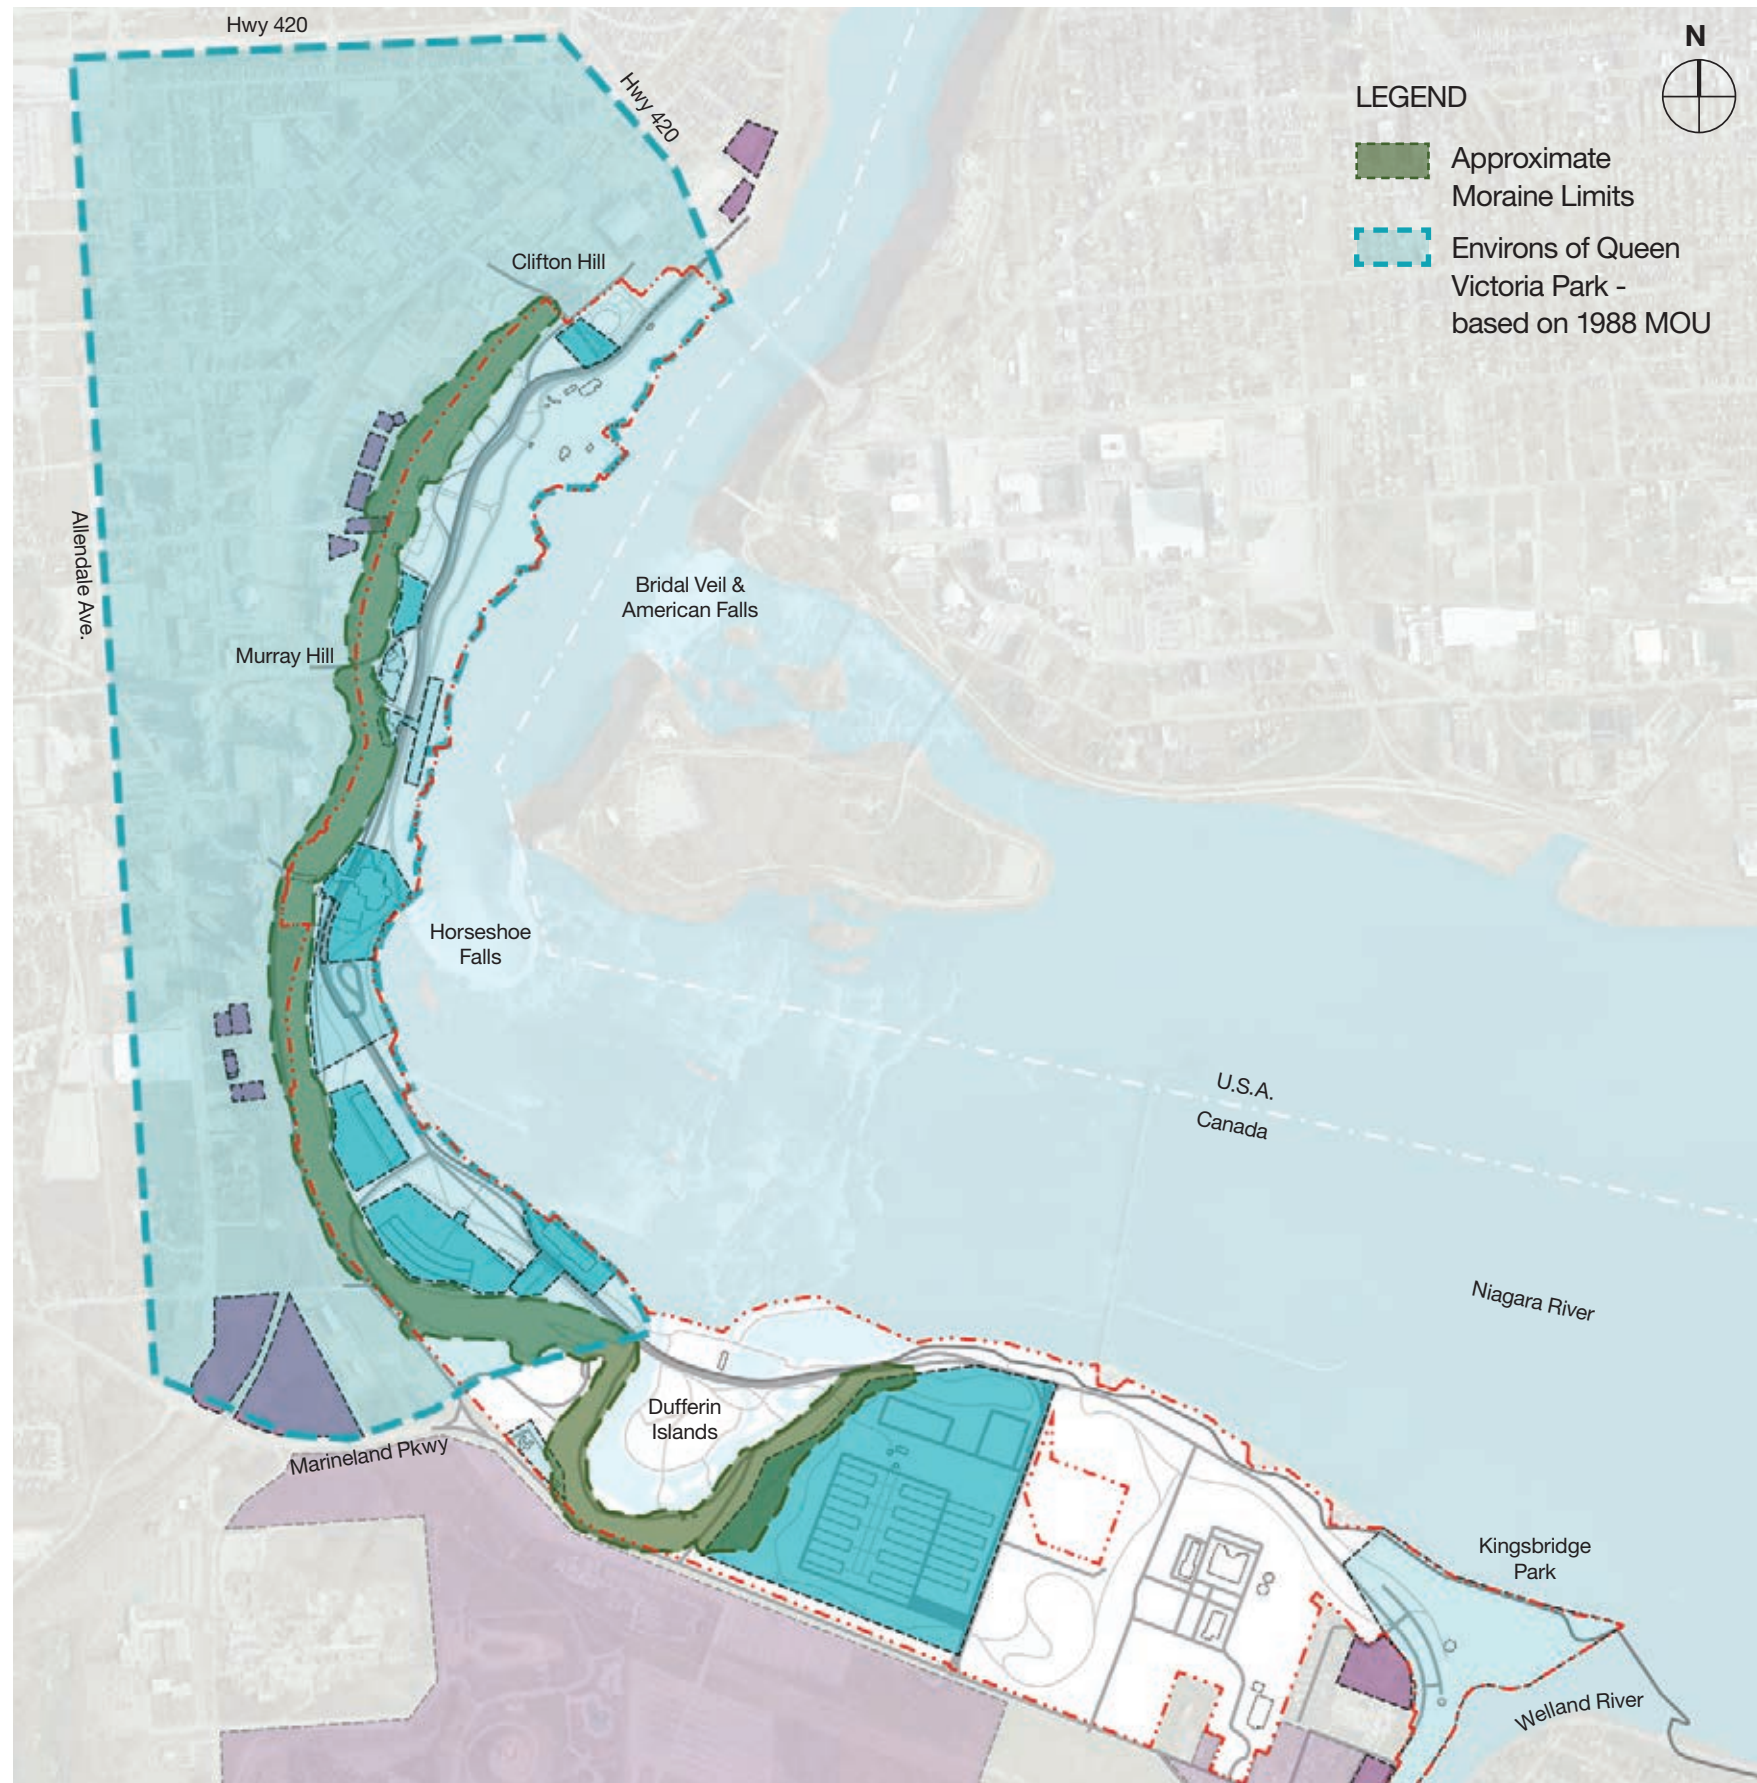 Hwy 420
N
Hwy 420
LEGEND
Approximate
Moraine Limits
Environs of Queen
Victoria Park -
based on 1988 MOU
Clifton Hill
Allendale Ave.
Bridal Veil &
American Falls
Murray Hill
Horseshoe
Falls
U.S.A.
Canada
Niagara River
Dufferin
Islands
Marineland Pkwy
Kingsbridge
Park
Welland River